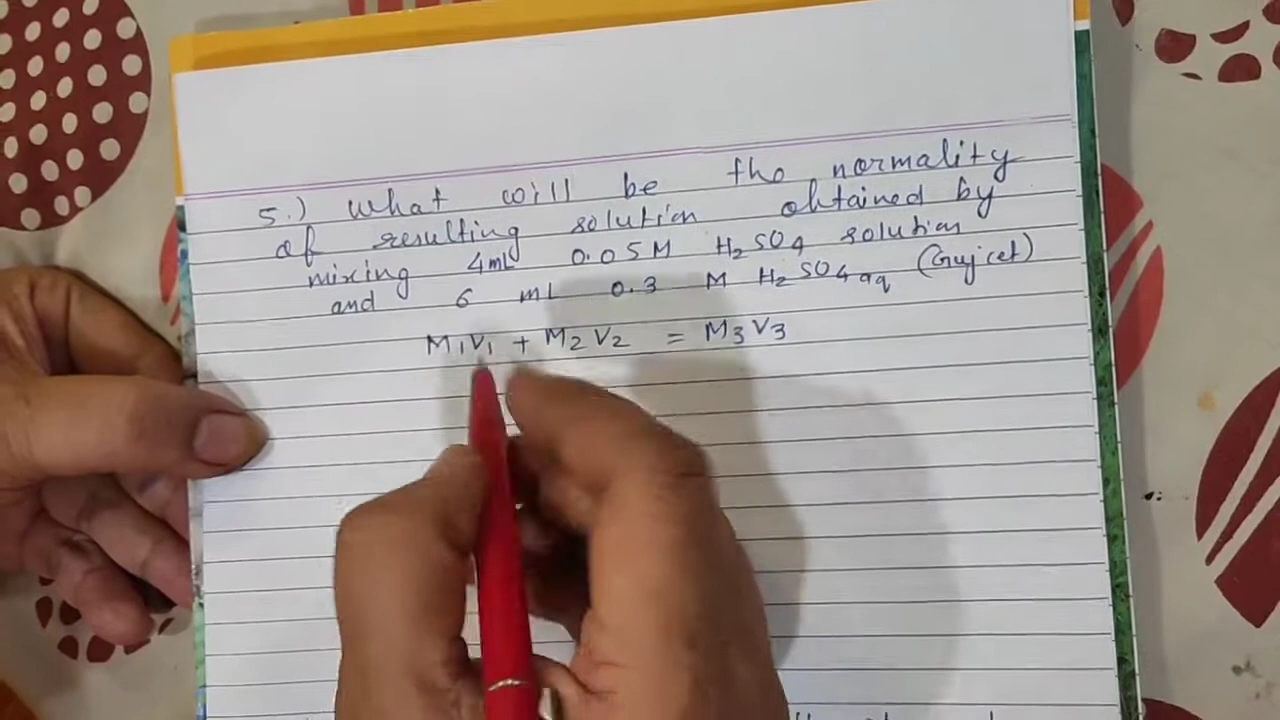 5.) What will be the normality
of resulting solution obtained by
mixing 4mL 0.05M H₂SO₄ solution
and 6 mL 0.3 M H₂SO₄ aq (Gujcet)
M₁V₁ + M₂V₂ = M₃V₃